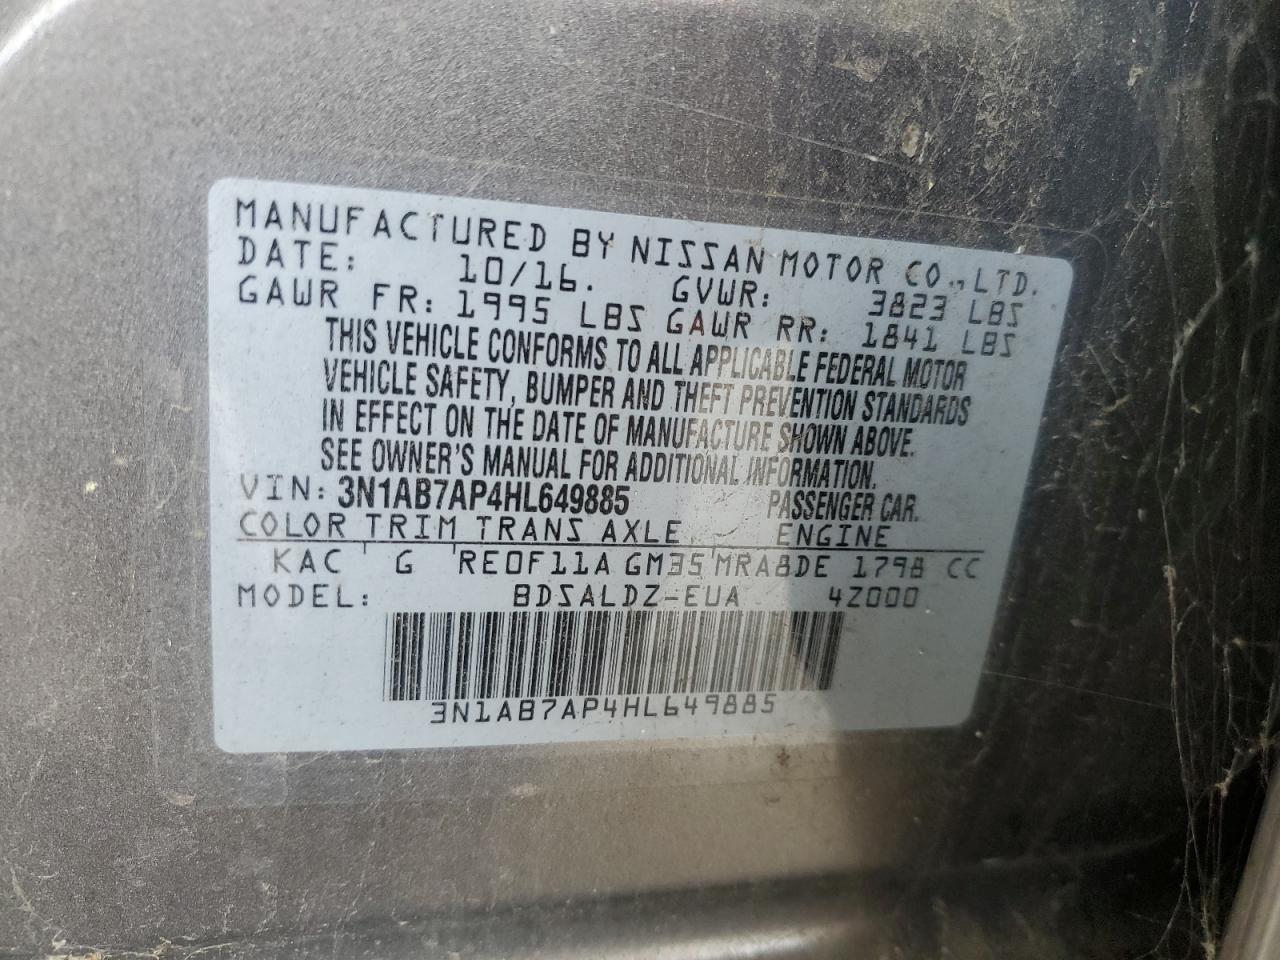 MANUFACTURED BY NISSAN MOTOR CO., LTD.
DATE: 10/16. GVWR: 3823 LBS
GAWR FR: 1995 LBS GAWR RR: 1841 LBS
THIS VEHICLE CONFORMS TO ALL APPLICABLE FEDERAL MOTOR
VEHICLE SAFETY, BUMPER AND THEFT PREVENTION STANDARDS
IN EFFECT ON THE DATE OF MANUFACTURE SHOWN ABOVE.
SEE OWNER'S MANUAL FOR ADDITIONAL INFORMATION.
VIN: 3N1AB7AP4HL649885 PASSENGER CAR.
COLOR TRIM TRANS AXLE ENGINE
KAC G RE0F11A GM35 MRA8DE 1798 CC
MODEL: BDSALDZ-EUA 4Z000
3N1AB7AP4HL649885